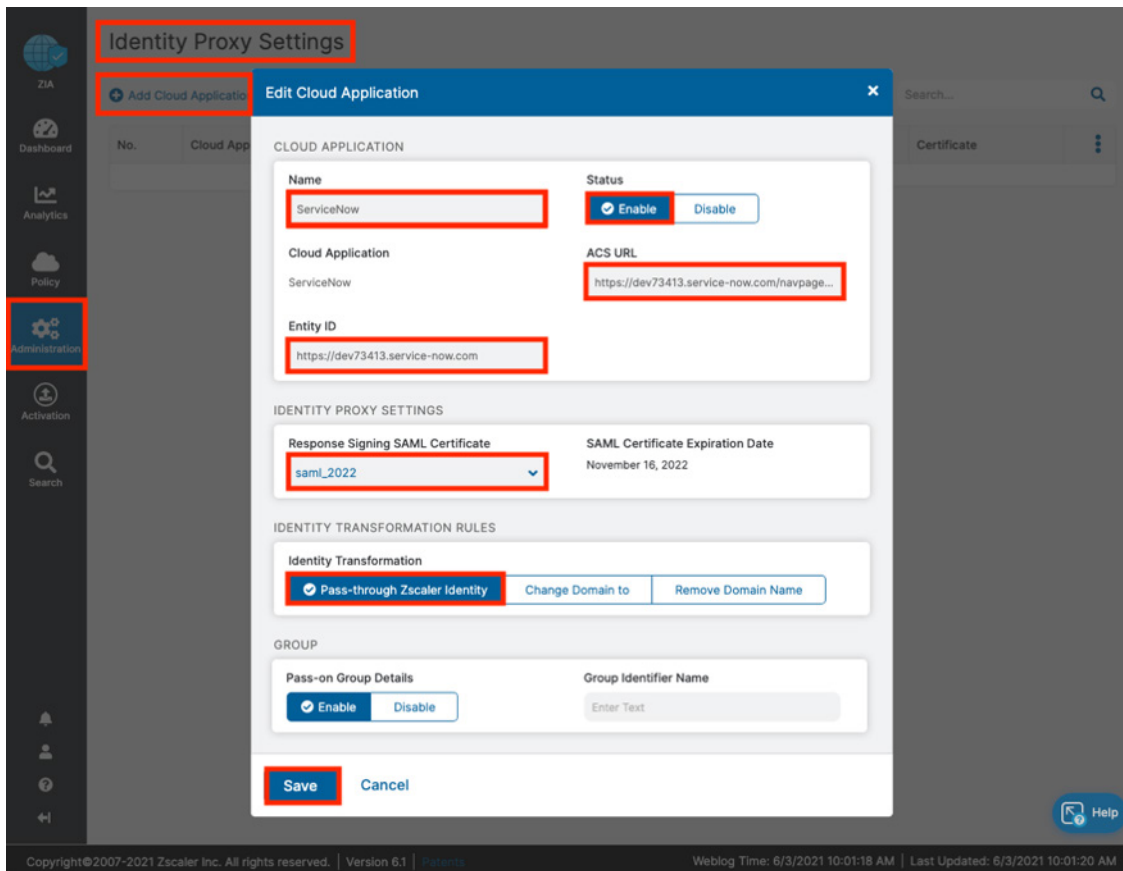 Identity Proxy Settings
ZIA
Add Cloud Applicatio
Edit Cloud Application
Search...
Dashboard
No.
Cloud App
CLOUD APPLICATION
Certificate
Name
Status
ServiceNow
Enable
Disable
Analytics
Cloud Application
ACS URL
ServiceNow
https://dev73413.service-now.com/navpage...
Policy
Entity ID
https://dev73413.service-now.com
Administration
IDENTITY PROXY SETTINGS
Activation
Response Signing SAML Certificate
SAML Certificate Expiration Date
saml_2022
November 16, 2022
Search
IDENTITY TRANSFORMATION RULES
Identity Transformation
Pass-through Zscaler Identity
Change Domain to
Remove Domain Name
GROUP
Pass-on Group Details
Group Identifier Name
Enable
Disable
Enter Text
Save
Cancel
Help
Copyright©2007-2021 Zscaler Inc. All rights reserved. | Version 6.1 | Patents
Weblog Time: 6/3/2021 10:01:18 AM | Last Updated: 6/3/2021 10:01:20 AM